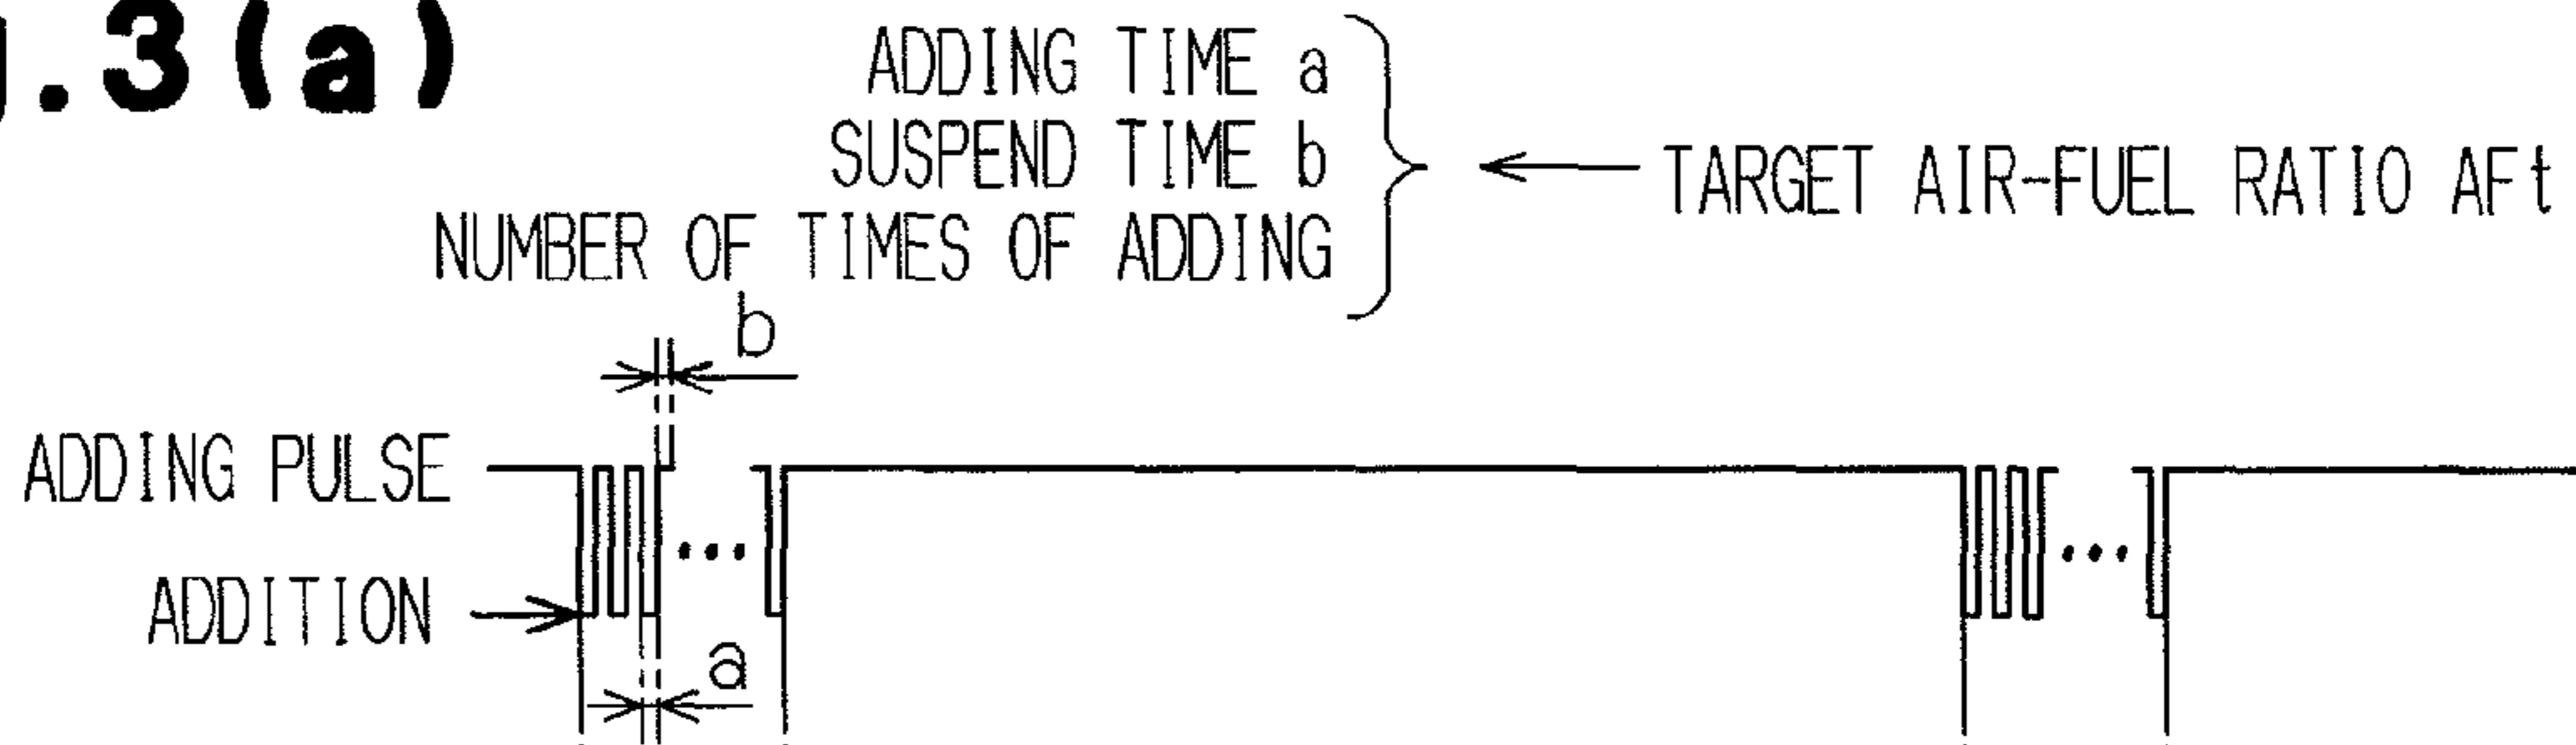 g.3(a)
ADDING TIME a
SUSPEND TIME b
NUMBER OF TIMES OF ADDING
TARGET AIR-FUEL RATIO AFt
b
ADDING PULSE
...
...
ADDITION
a